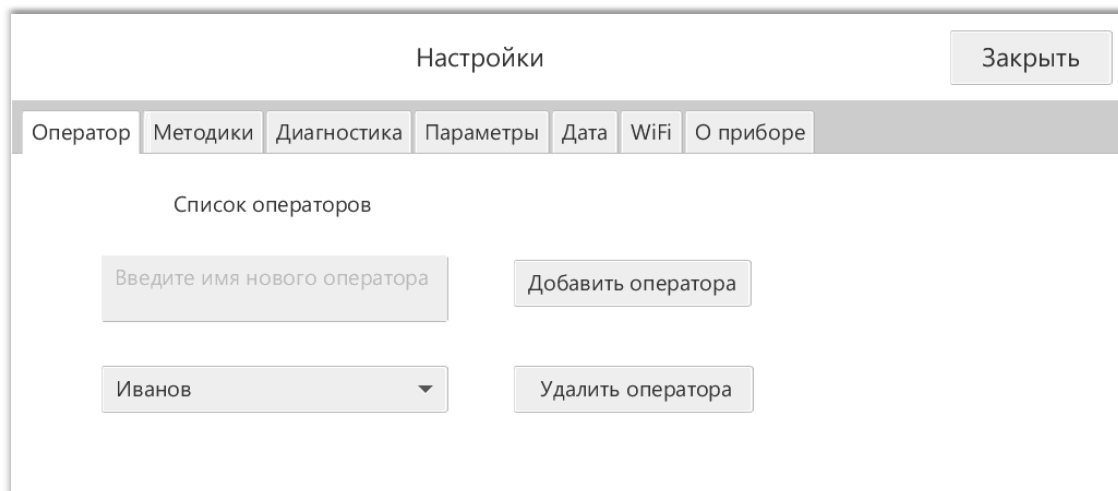 Настройки
Закрыть
Оператор Методики Диагностика Параметры Дата WiFi О приборе
Список операторов
Введите имя нового оператора
Добавить оператора
Иванов
Удалить оператора